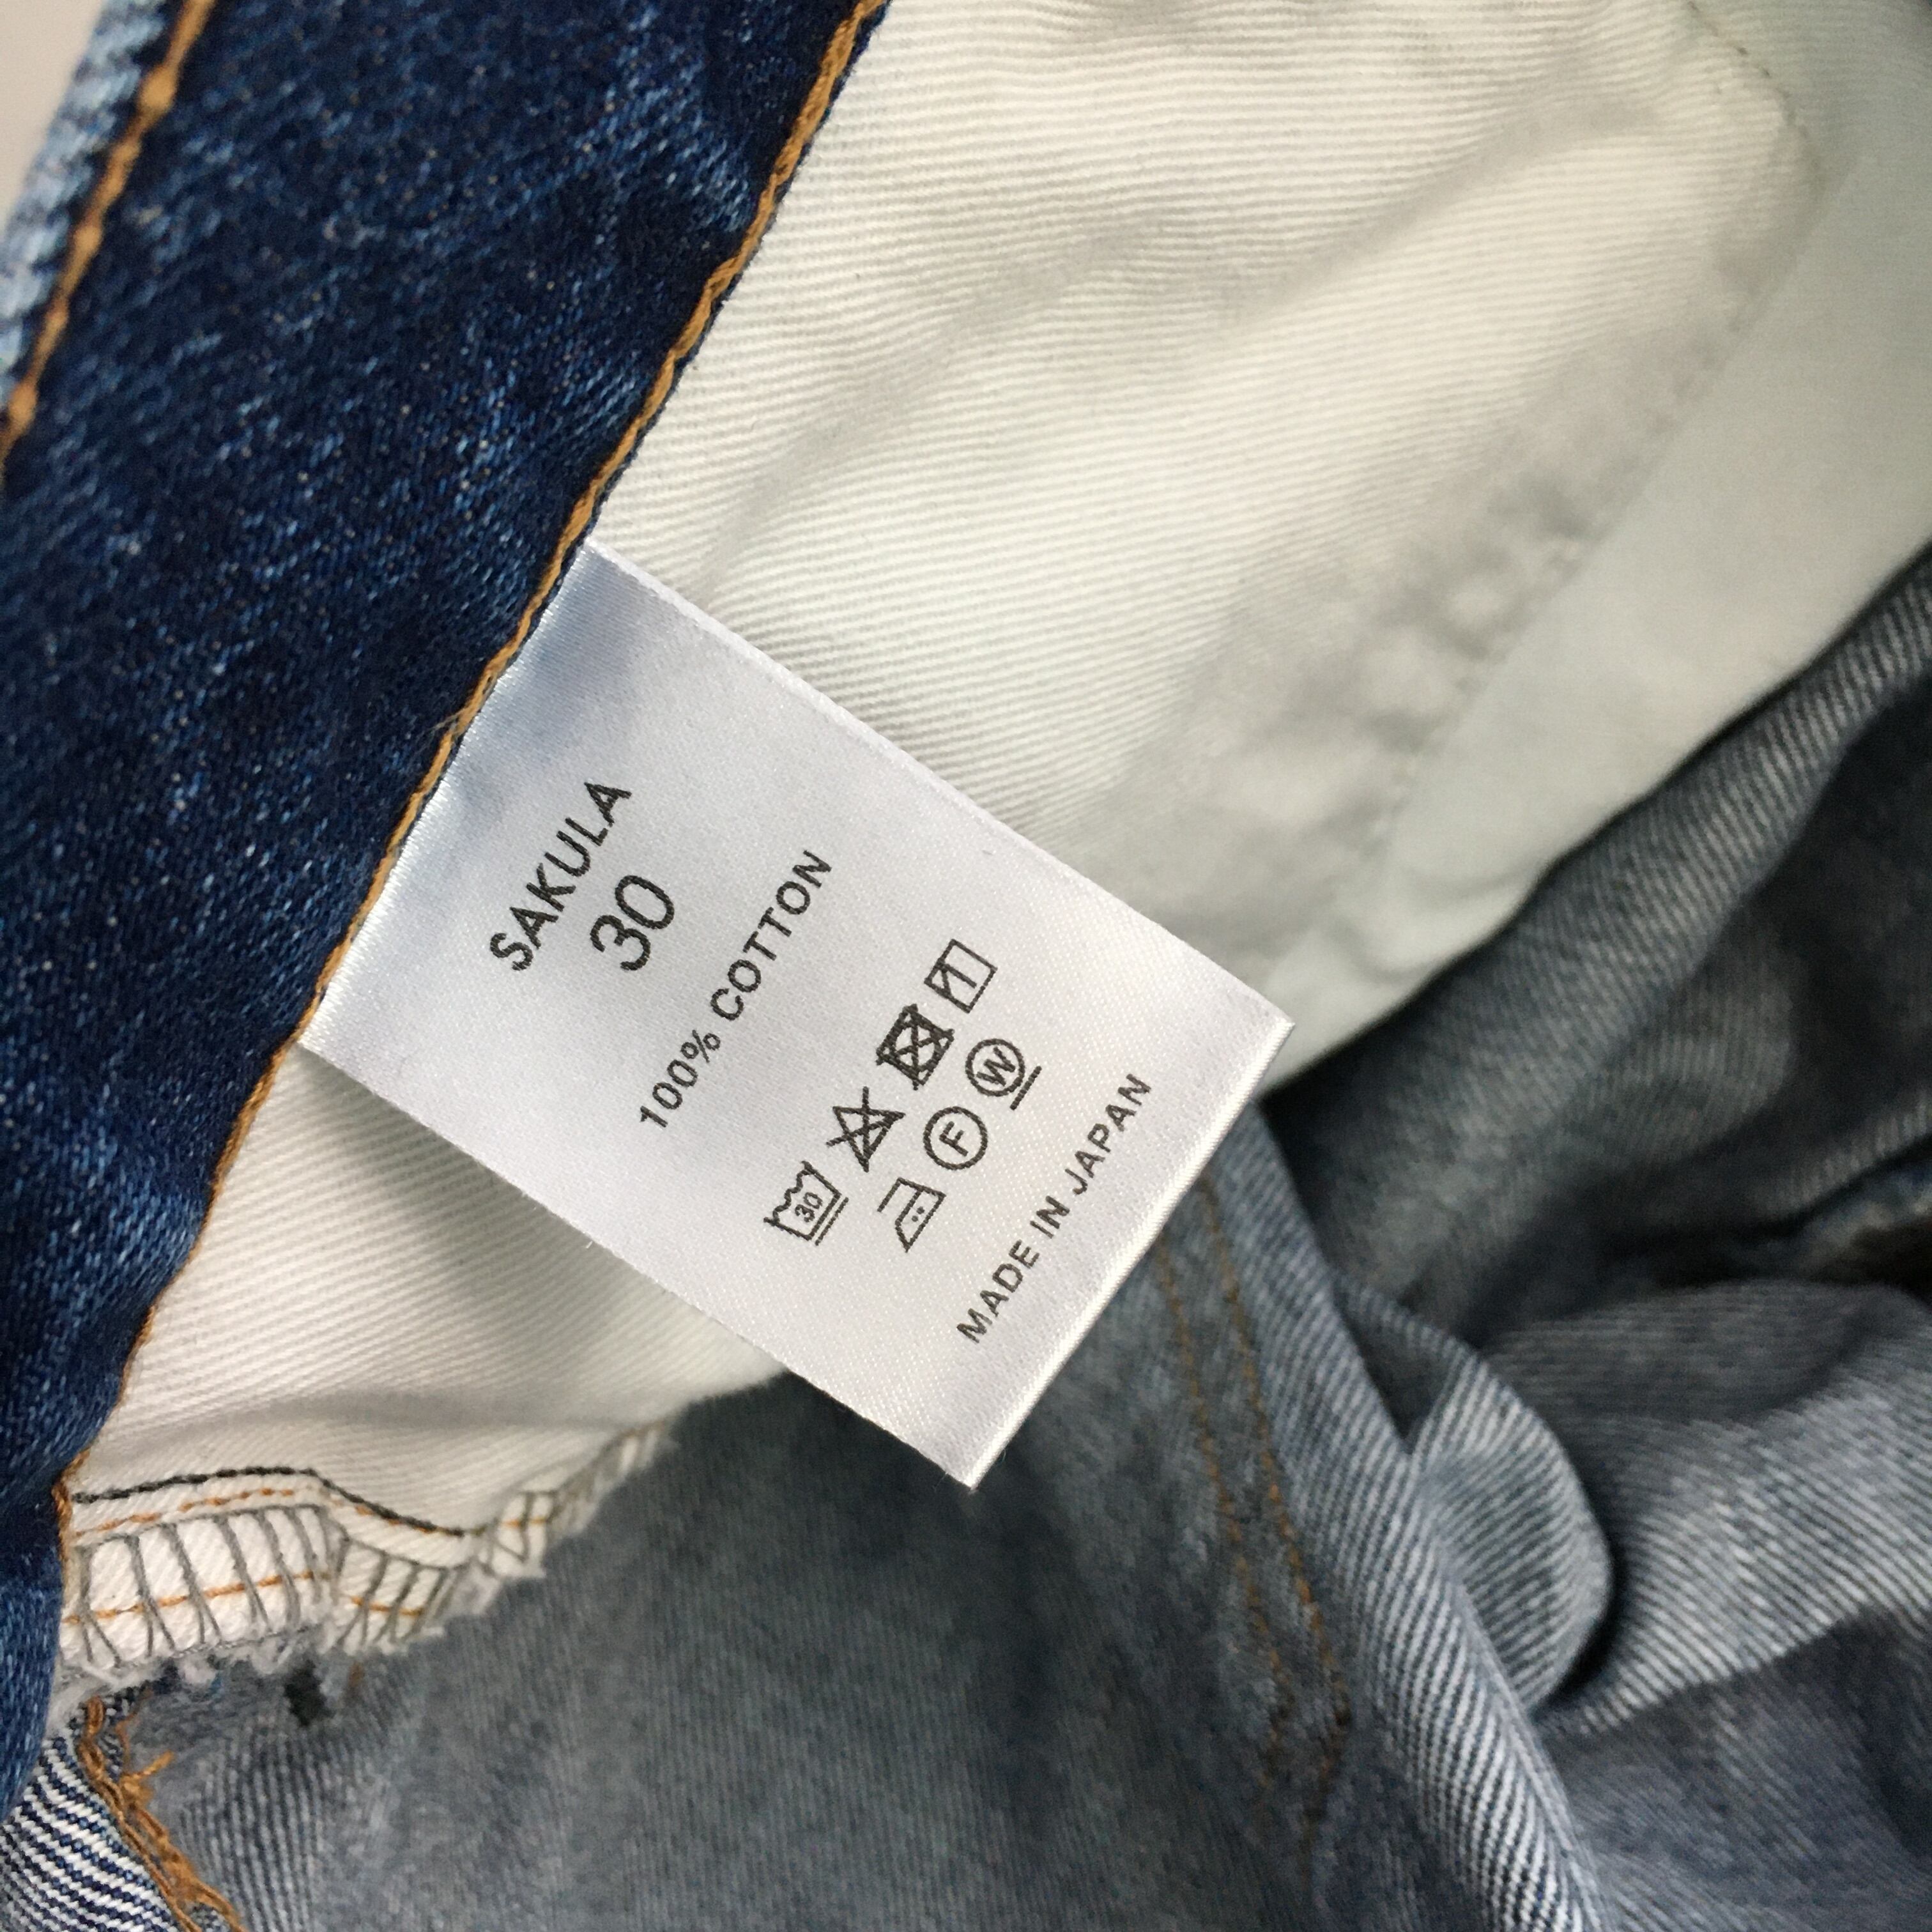 SAKULA
30
100% COTTON
30
F W
MADE IN JAPAN